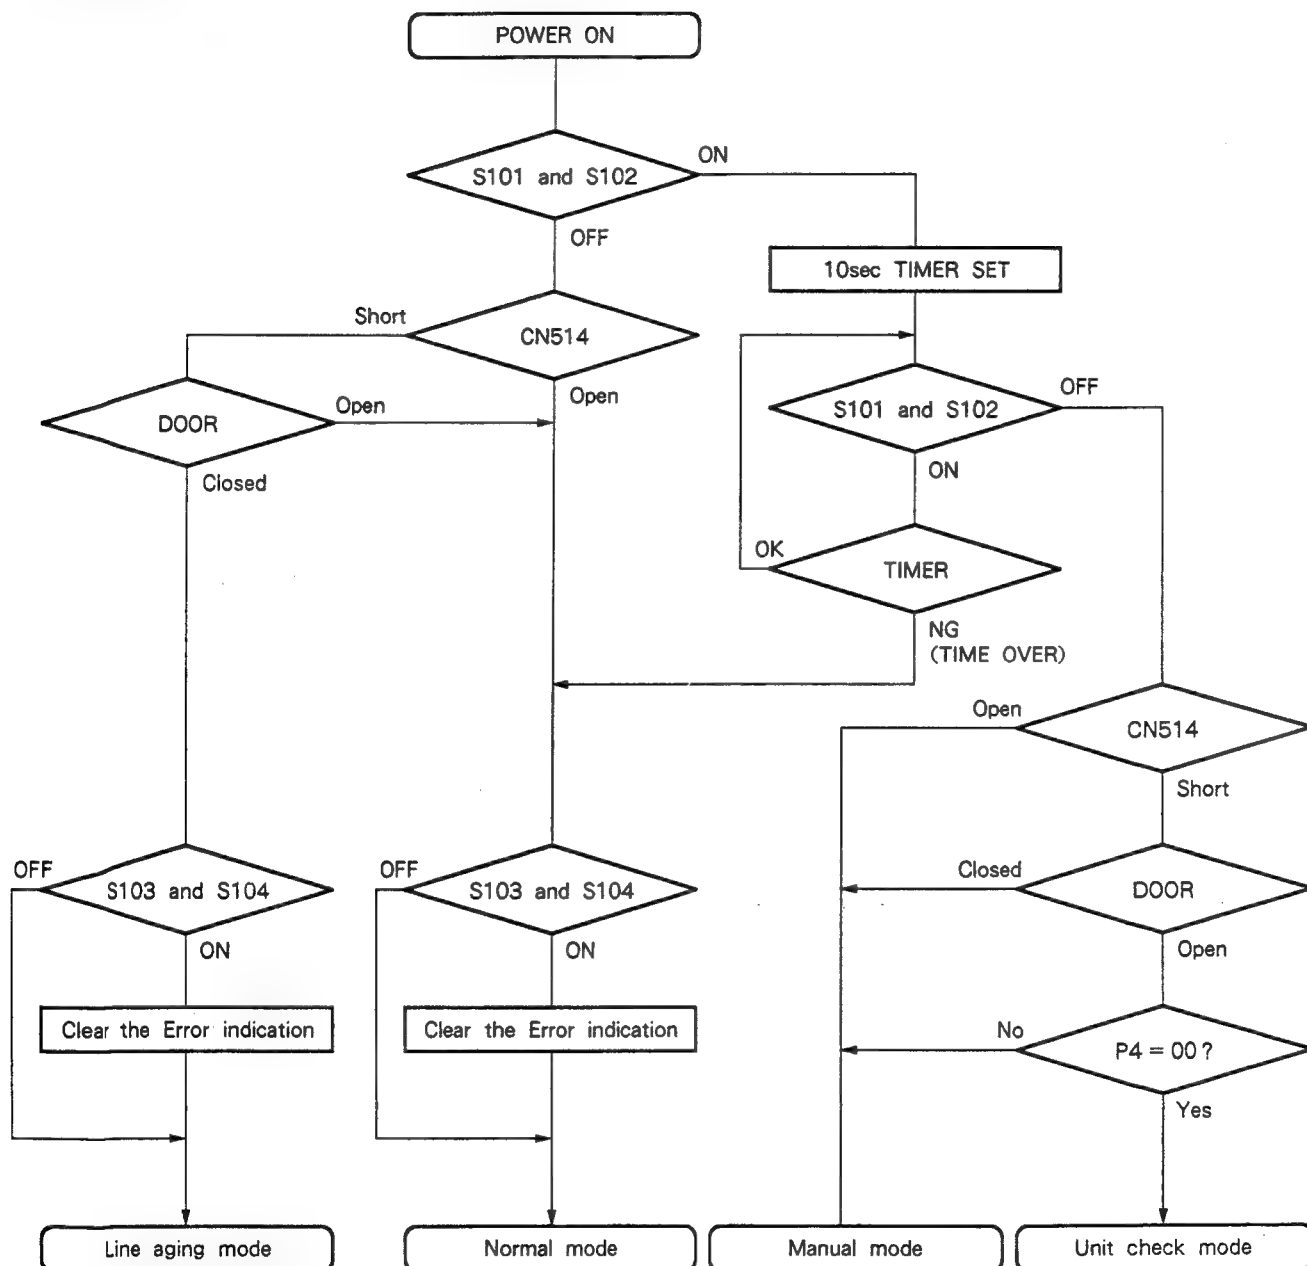 POWER ON
S101 and S102
ON
OFF
10sec TIMER SET
Short
CN514
Open
S101 and S102
OFF
DOOR
Open
Closed
ON
OK
TIMER
NG
(TIME OVER)
Open
CN514
Short
OFF
S103 and S104
ON
OFF
S103 and S104
ON
Closed
DOOR
Open
Clear the Error indication
Clear the Error indication
No
P4 = 00 ?
Yes
Line aging mode
Normal mode
Manual mode
Unit check mode